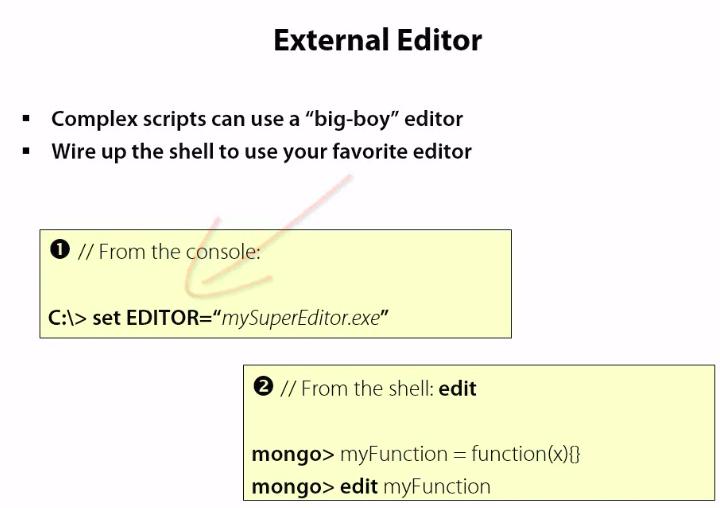 External Editor
▪ Complex scripts can use a “big-boy” editor
▪ Wire up the shell to use your favorite editor
❶ // From the console:
C:\> set EDITOR=“mySuperEditor.exe”
❷ // From the shell: edit
mongo> myFunction = function(x){}
mongo> edit myFunction